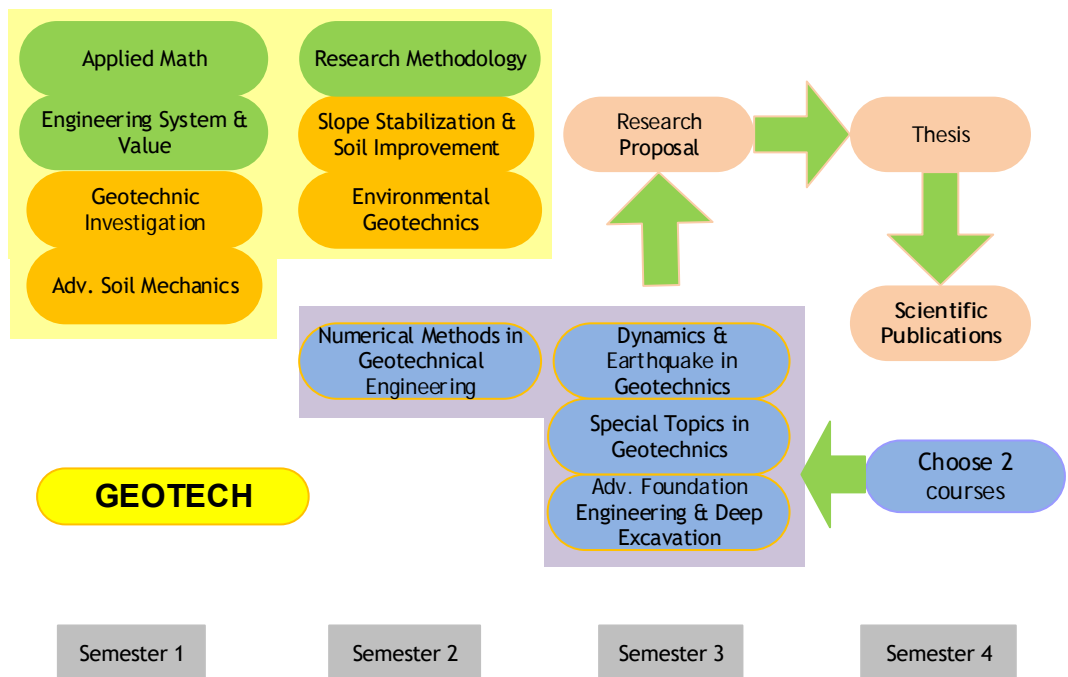 Applied Math
Engineering System &
Value
Geotechnic
Investigation
Adv. Soil Mechanics
Research Methodology
Slope Stabilization &
Soil Improvement
Environmental
Geotechnics
Research
Proposal
Thesis
Scientific
Publications
Numerical Methods in
Geotechnical
Engineering
Dynamics &
Earthquake in
Geotechnics
Special Topics in
Geotechnics
Adv. Foundation
Engineering & Deep
Excavation
Choose 2
courses
GEOTECH
Semester 1
Semester 2
Semester 3
Semester 4